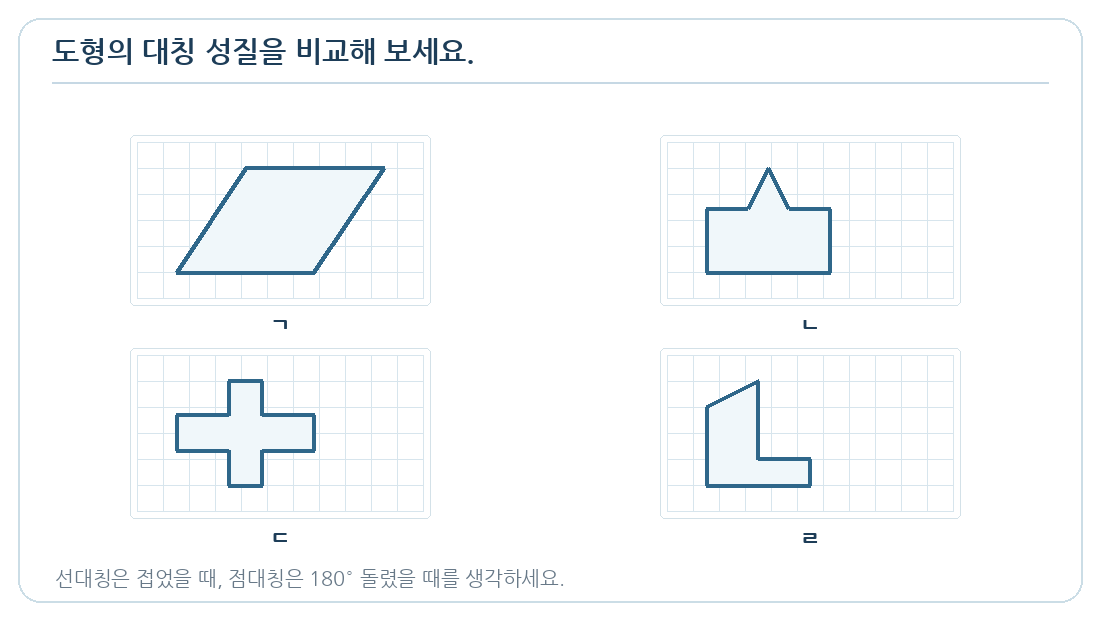 도형의 대칭 성질을 비교해 보세요.
ㄱ
ㄴ
ㄷ
ㄹ
선대칭은 접었을 때, 점대칭은 180° 돌렸을 때를 생각하세요.